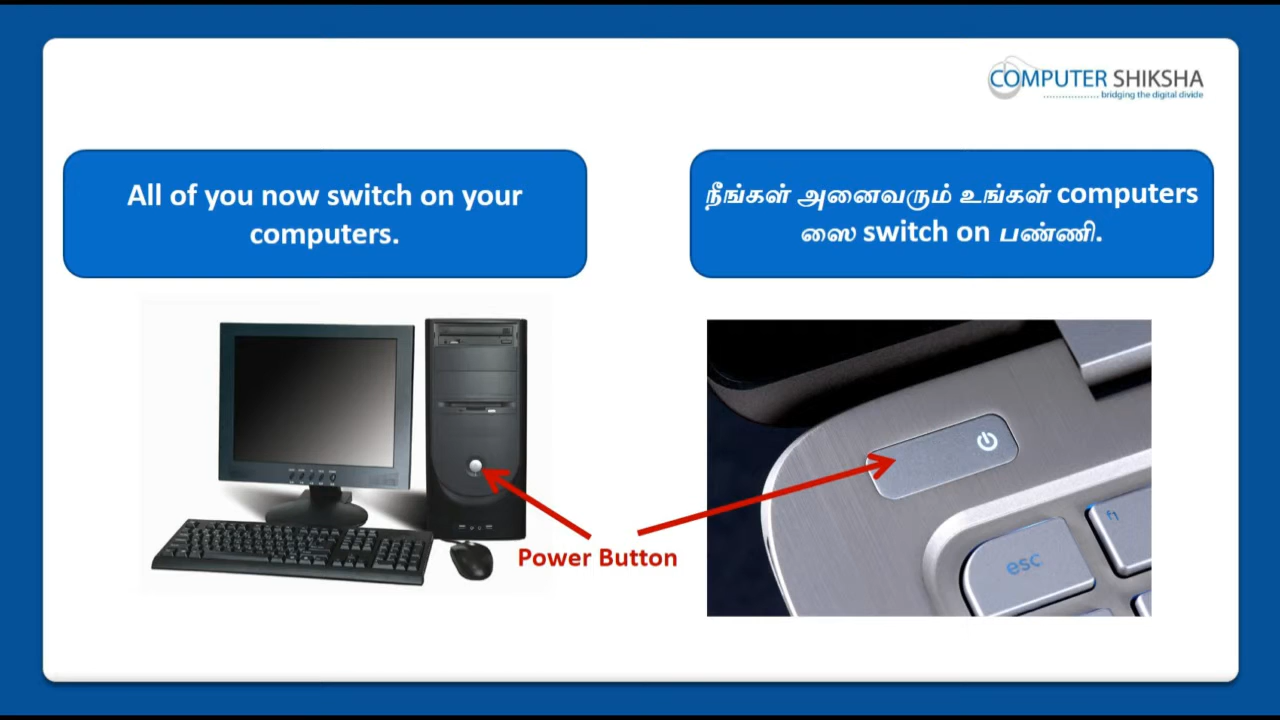 COMPUTER SHIKSHA
bridging the digital divide
All of you now switch on your
computers.
நீங்கள் அனைவரும் உங்கள் computers
ஸை switch on பண்ணி.
Power Button
esc
f1